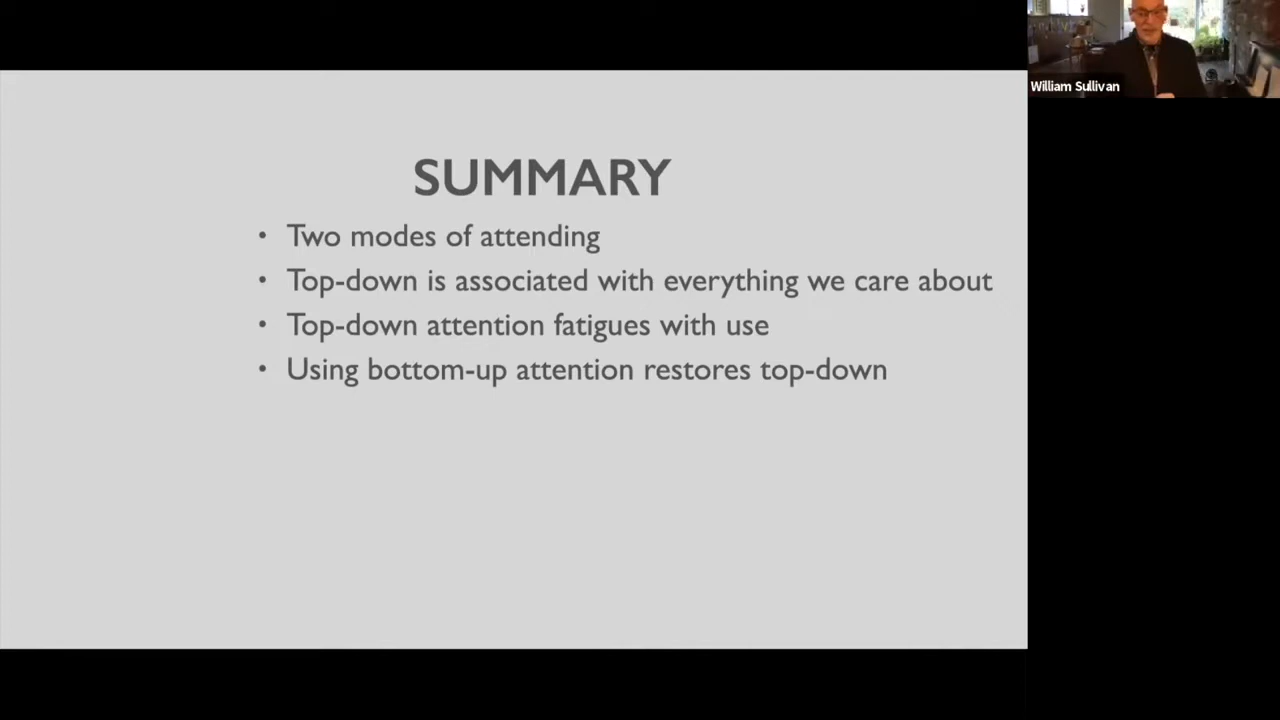 William Sullivan
SUMMARY
• Two modes of attending
• Top-down is associated with everything we care about
• Top-down attention fatigues with use
• Using bottom-up attention restores top-down